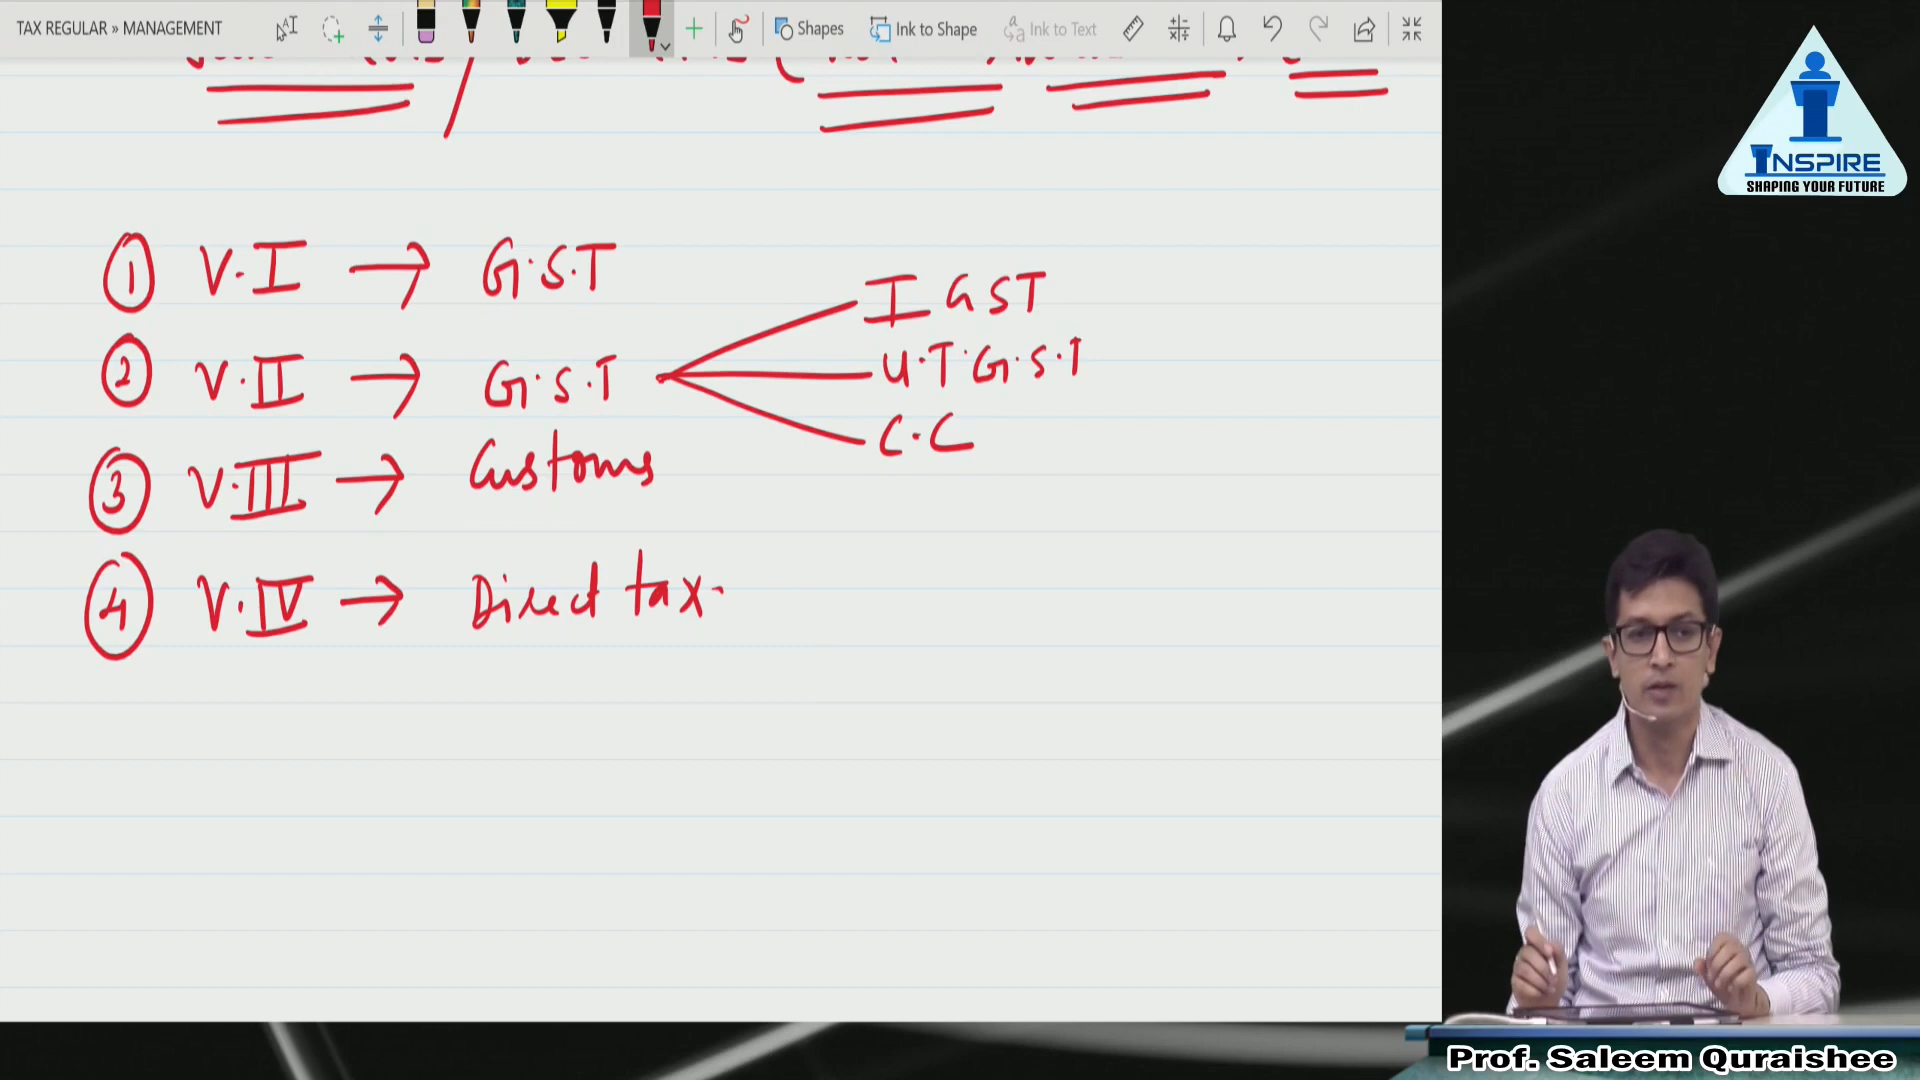 TAX REGULAR » MANAGEMENT
Shapes
Ink to Shape
Ink to Text
INSPIRE
SHAPING YOUR FUTURE
① V.I → G.S.T
IGST
② V.II → G.S.T
U.T.G.S.T
C.C
③ V.III → Customs
④ V.IV → Direct tax.
Prof. Saleem Quraishee